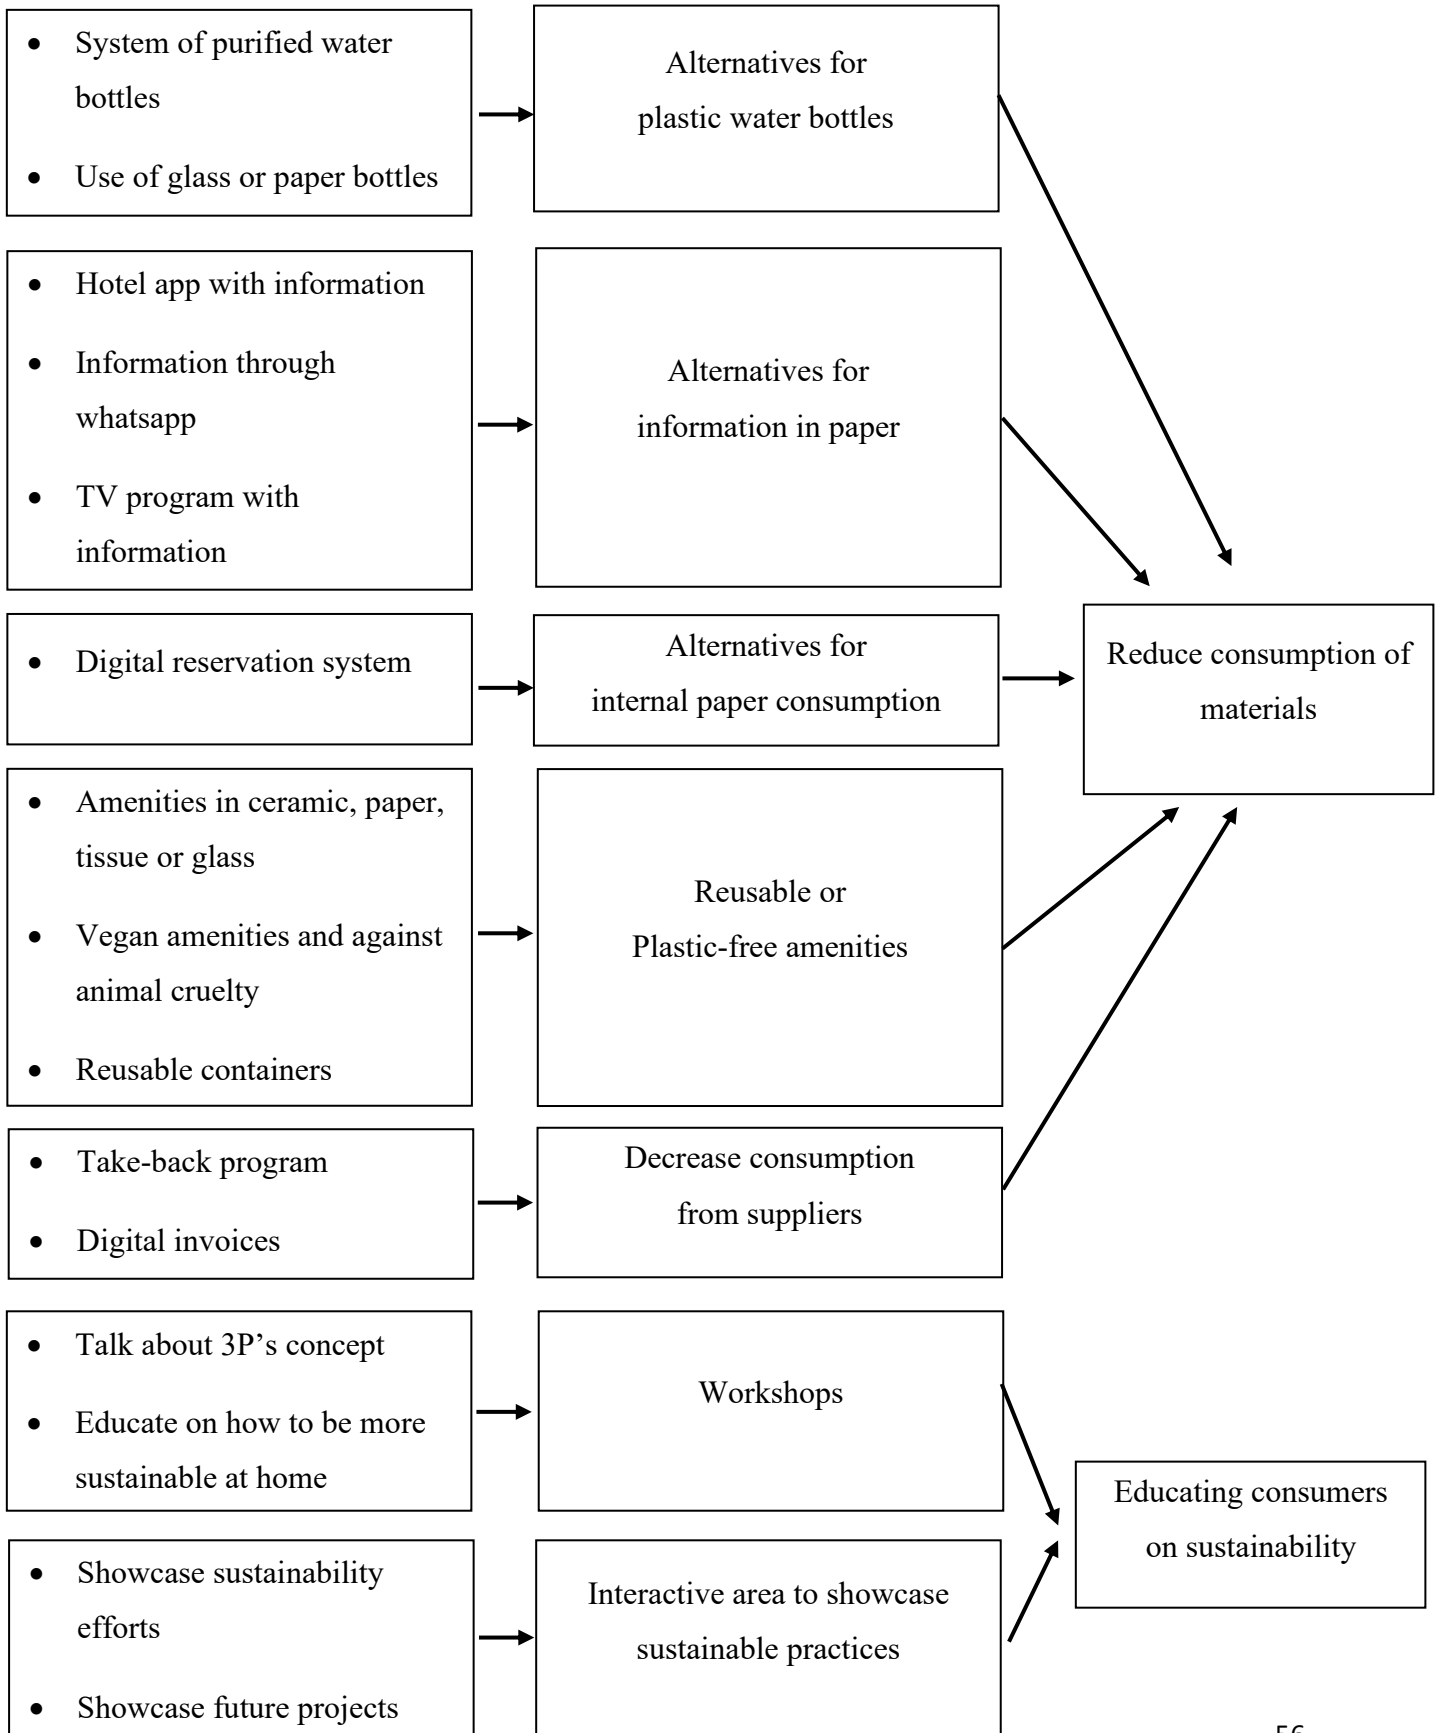 System of purified water
bottles
Use of glass or paper bottles
Alternatives for
plastic water bottles
Hotel app with information
Information through
whatsapp
TV program with
information
Alternatives for
information in paper
Digital reservation system
Alternatives for
internal paper consumption
Reduce consumption of
materials
Amenities in ceramic, paper,
tissue or glass
Vegan amenities and against
animal cruelty
Reusable containers
Reusable or
Plastic-free amenities
Take-back program
Digital invoices
Decrease consumption
from suppliers
Talk about 3P’s concept
Educate on how to be more
sustainable at home
Workshops
Educating consumers
on sustainability
Showcase sustainability
efforts
Showcase future projects
Interactive area to showcase
sustainable practices